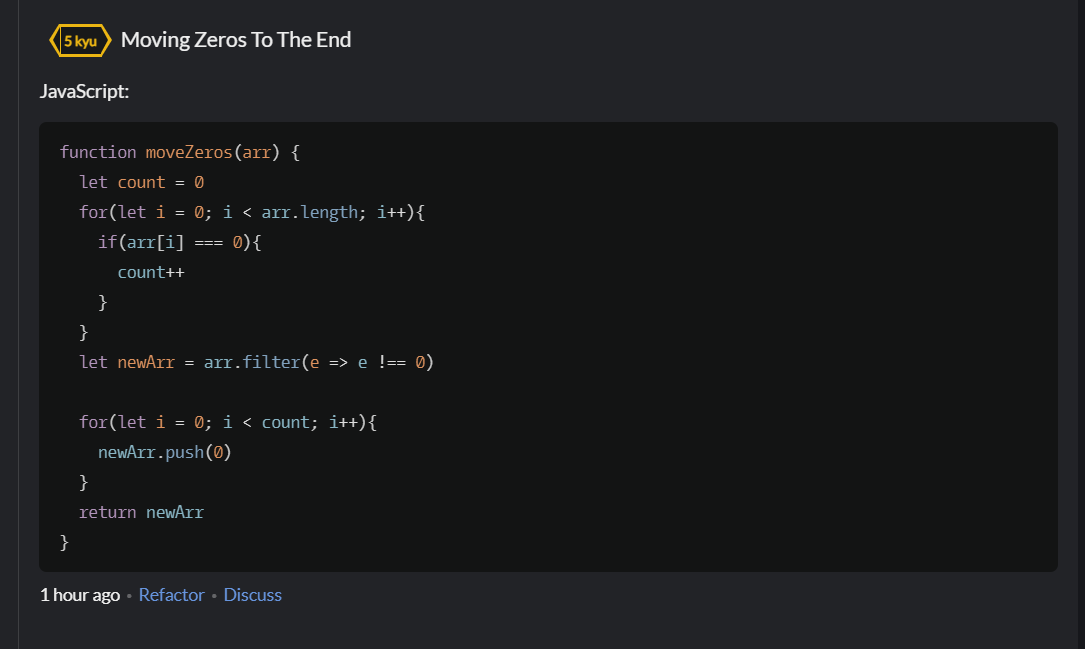 5 kyu Moving Zeros To The End
JavaScript:
function moveZeros(arr) {
  let count = 0
  for(let i = 0; i < arr.length; i++){
    if(arr[i] === 0){
      count++
    }
  }
  let newArr = arr.filter(e => e !== 0)

  for(let i = 0; i < count; i++){
    newArr.push(0)
  }
  return newArr
}
1 hour ago • Refactor • Discuss